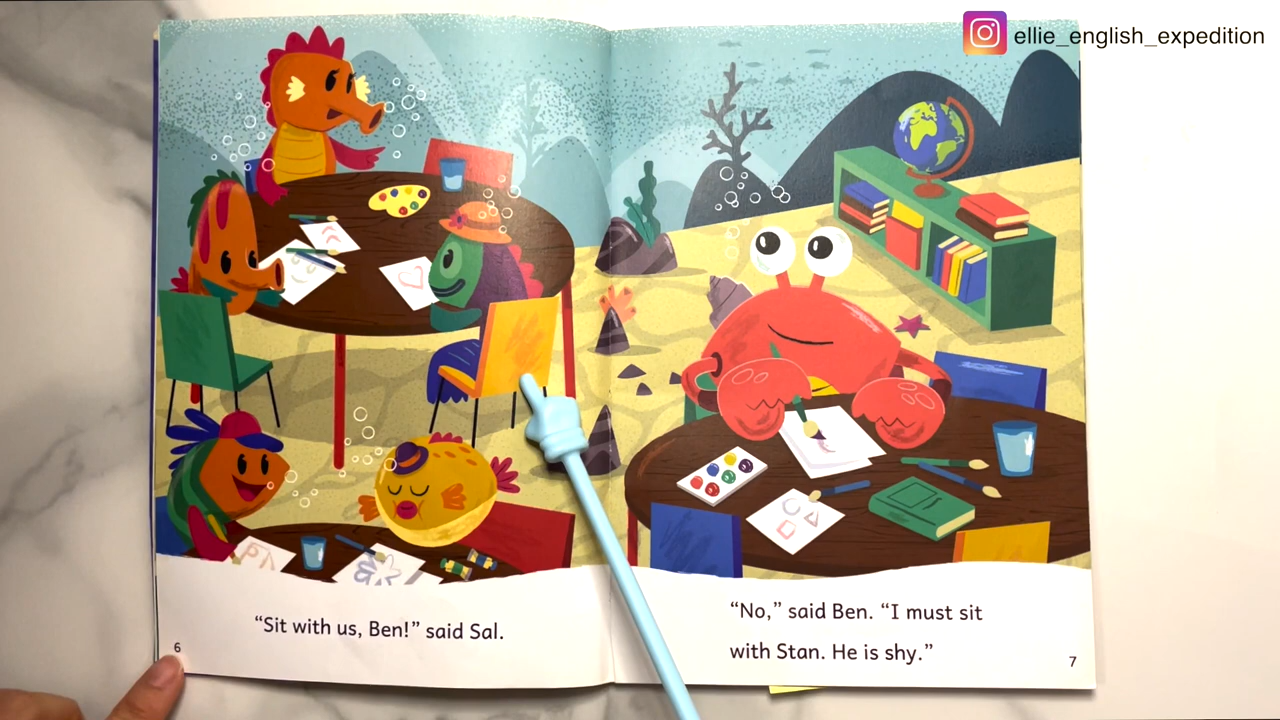 ellie_english_expedition
“Sit with us, Ben!” said Sal.
6
“No,” said Ben. “I must sit
with Stan. He is shy.”
7